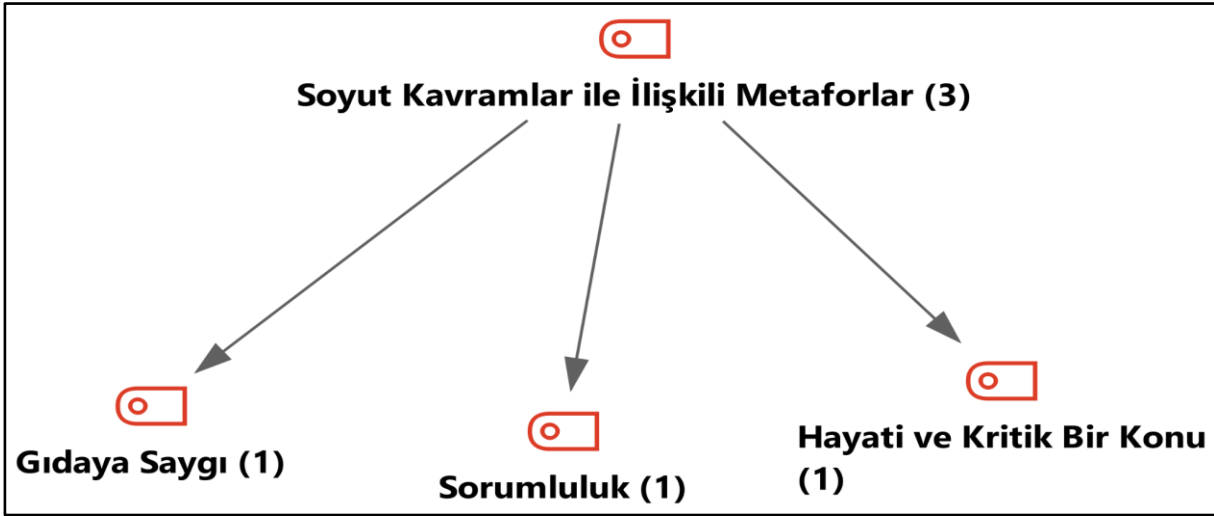 Soyut Kavramlar ile İlişkili Metaforlar (3)
Gıdaya Saygı (1)
Sorumluluk (1)
Hayati ve Kritik Bir Konu
(1)